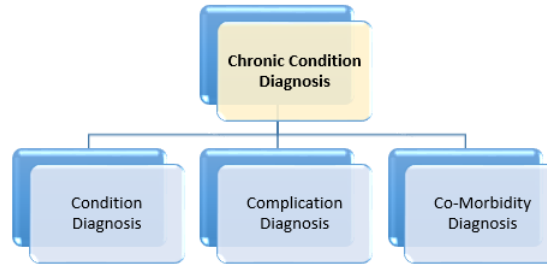 Chronic Condition
Diagnosis
Condition
Diagnosis
Complication
Diagnosis
Co-Morbidity
Diagnosis